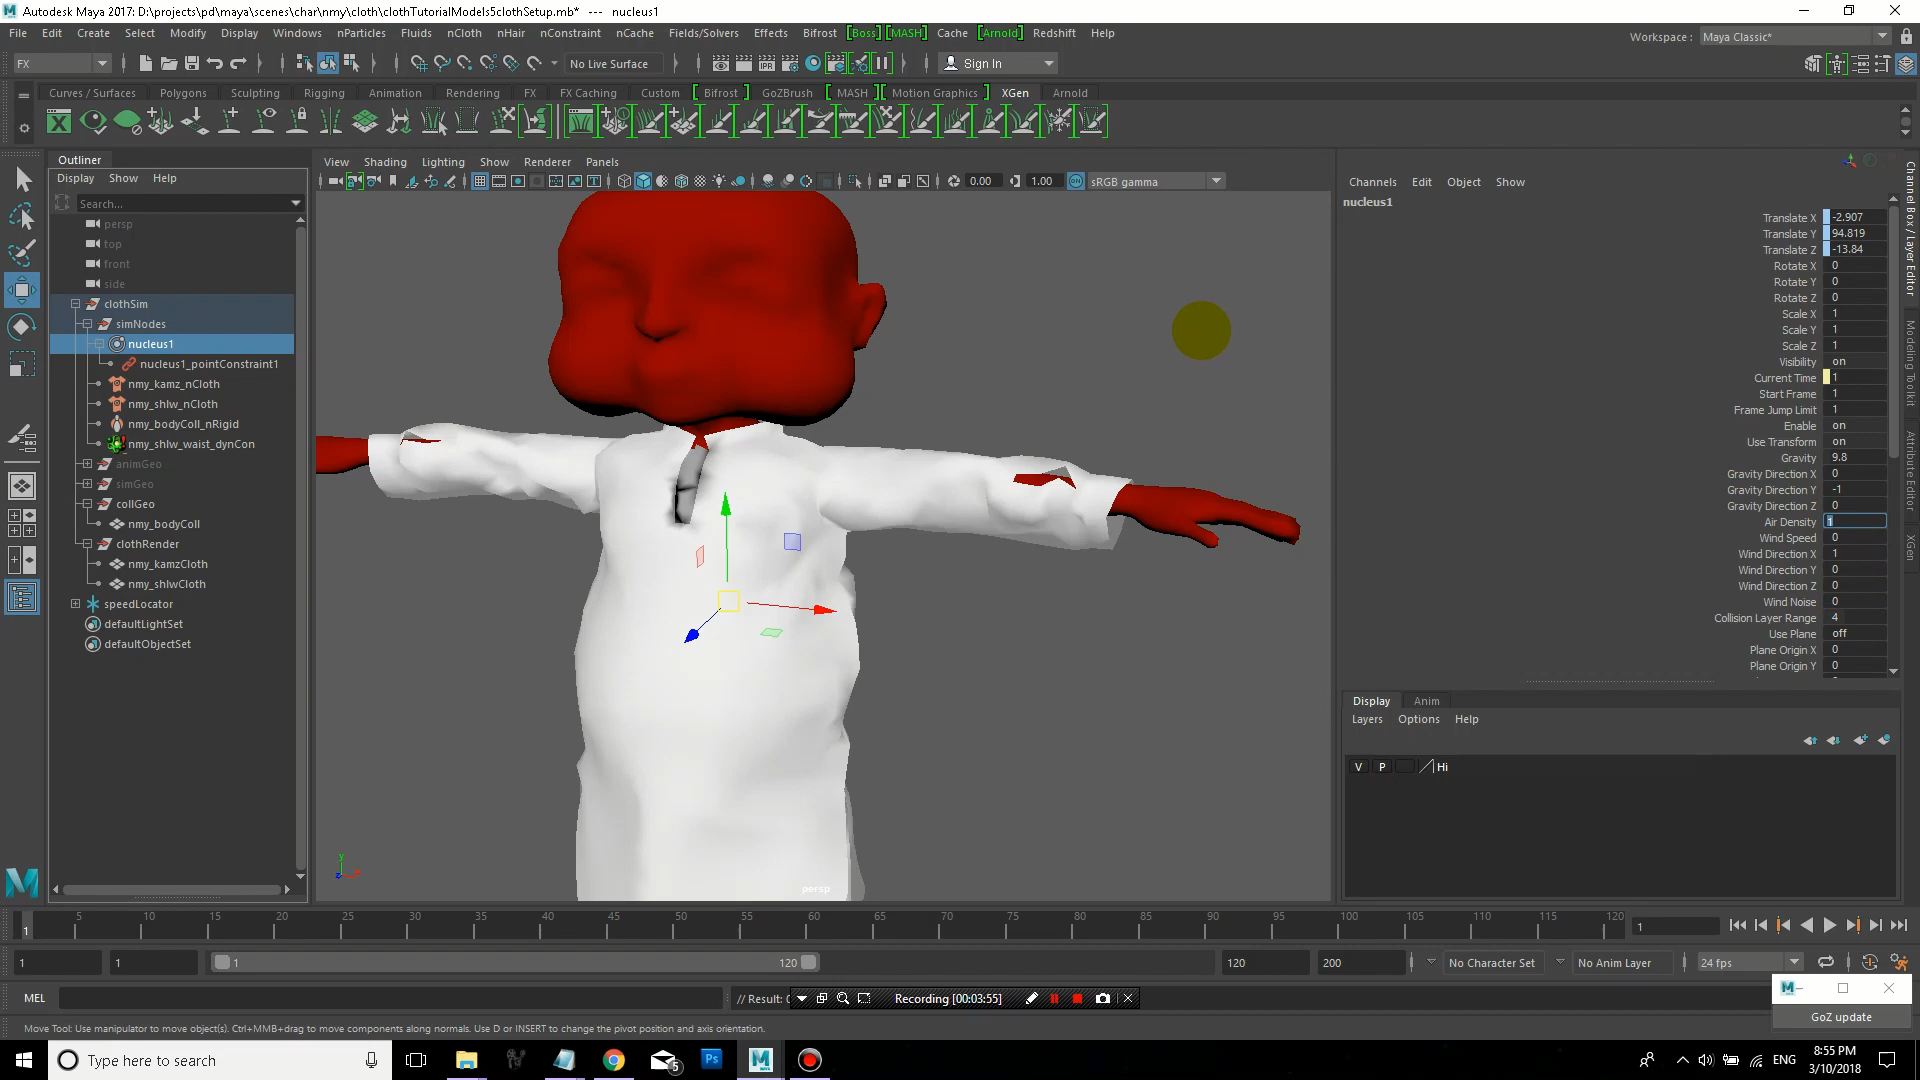 Autodesk Maya 2017: D:\projects\pd\maya\scenes\char\nmy\cloth\clothTutorialModels5clothSetup.mb* --- nucleus1
File Edit Create Select Modify Display Windows nParticles Fluids nCloth nHair nConstraint nCache Fields/Solvers Effects Bifrost [Boss] [MASH] Cache [Arnold] Redshift Help
Workspace : Maya Classic*
FX
No Live Surface
Sign In
Curves / Surfaces Polygons Sculpting Rigging Animation Rendering FX FX Caching Custom Bifrost GoZBrush MASH Motion Graphics XGen Arnold
Outliner
Display Show Help
Search...
persp
top
front
side
clothSim
simNodes
nucleus1
nucleus1_pointConstraint1
nmy_kamz_nCloth
nmy_shlw_nCloth
nmy_bodyColl_nRigid
nmy_shlw_waist_dynCon
animGeo
simGeo
collGeo
nmy_bodyColl
clothRender
nmy_kamzCloth
nmy_shlwCloth
speedLocator
defaultLightSet
defaultObjectSet
View Shading Lighting Show Renderer Panels
0.00 1.00 sRGB gamma
y
persp
Channels Edit Object Show
nucleus1
Translate X -2.907
Translate Y 94.819
Translate Z -13.84
Rotate X 0
Rotate Y 0
Rotate Z 0
Scale X 1
Scale Y 1
Scale Z 1
Visibility on
Current Time 1
Start Frame 1
Frame Jump Limit 1
Enable on
Use Transform on
Gravity 9.8
Gravity Direction X 0
Gravity Direction Y -1
Gravity Direction Z 0
Air Density 1
Wind Speed 0
Wind Direction X 1
Wind Direction Y 0
Wind Direction Z 0
Wind Noise 0
Collision Layer Range 4
Use Plane off
Plane Origin X 0
Plane Origin Y 0
Channel Box / Layer Editor
Modeling Toolkit
Attribute Editor
XGen
Display Anim
Layers Options Help
V P Hi
1 5 10 15 20 25 30 35 40 45 50 55 60 65 70 75 80 85 90 95 100 105 110 115 120
1
1 1 1 120 120 200 No Character Set No Anim Layer 24 fps
MEL
// Result:
Recording [00:03:55]
GoZ update
Move Tool: Use manipulator to move object(s). Ctrl+MMB+drag to move components along normals. Use D or INSERT to change the pivot position and axis orientation.
Type here to search
5
Ps
ENG
8:55 PM
3/10/2018